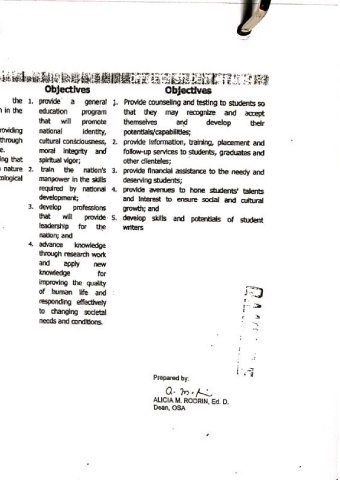 Objectives
the
n in the
roviding
through
e.
ing that
nature
cological
1. provide a general
education program
that will promote
national identity,
cultural consciousness,
moral integrity and
spiritual vigor;
2. train the nation's
manpower in the skills
required by national
development;
3. develop professions
that will provide
leadership for the
nation; and
4. advance knowledge
through research work
and apply new
knowledge for
improving the quality
of human life and
responding effectively
to changing societal
needs and conditions.
Objectives
1. Provide counseling and testing to students so
that they may recognize and accept
themselves and develop their
potentials/capabilities;
2. provide information, training, placement and
follow-up services to students, graduates and
other clienteles;
3. provide financial assistance to the needy and
deserving students;
4. provide avenues to hone students' talents
and interest to ensure social and cultural
growth; and
5. develop skills and potentials of student
writers
Prepared by:
ALICIA M. RODRIN, Ed. D.
Dean, OSA